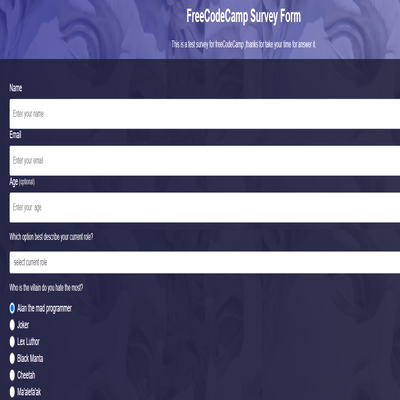 FreeCodeCamp Survey Form
This is a test survey for freeCodeCamp ,thanks for take your time for answer it.
Name
Enter your name
Email
Enter your email
Age (optional)
Enter your age
Which option best describe your current role?
select current role
Who is the villain do you hate the most?
Alan the mad programmer
Joker
Lex Luthor
Black Manta
Cheetah
Ma'alefa'ak